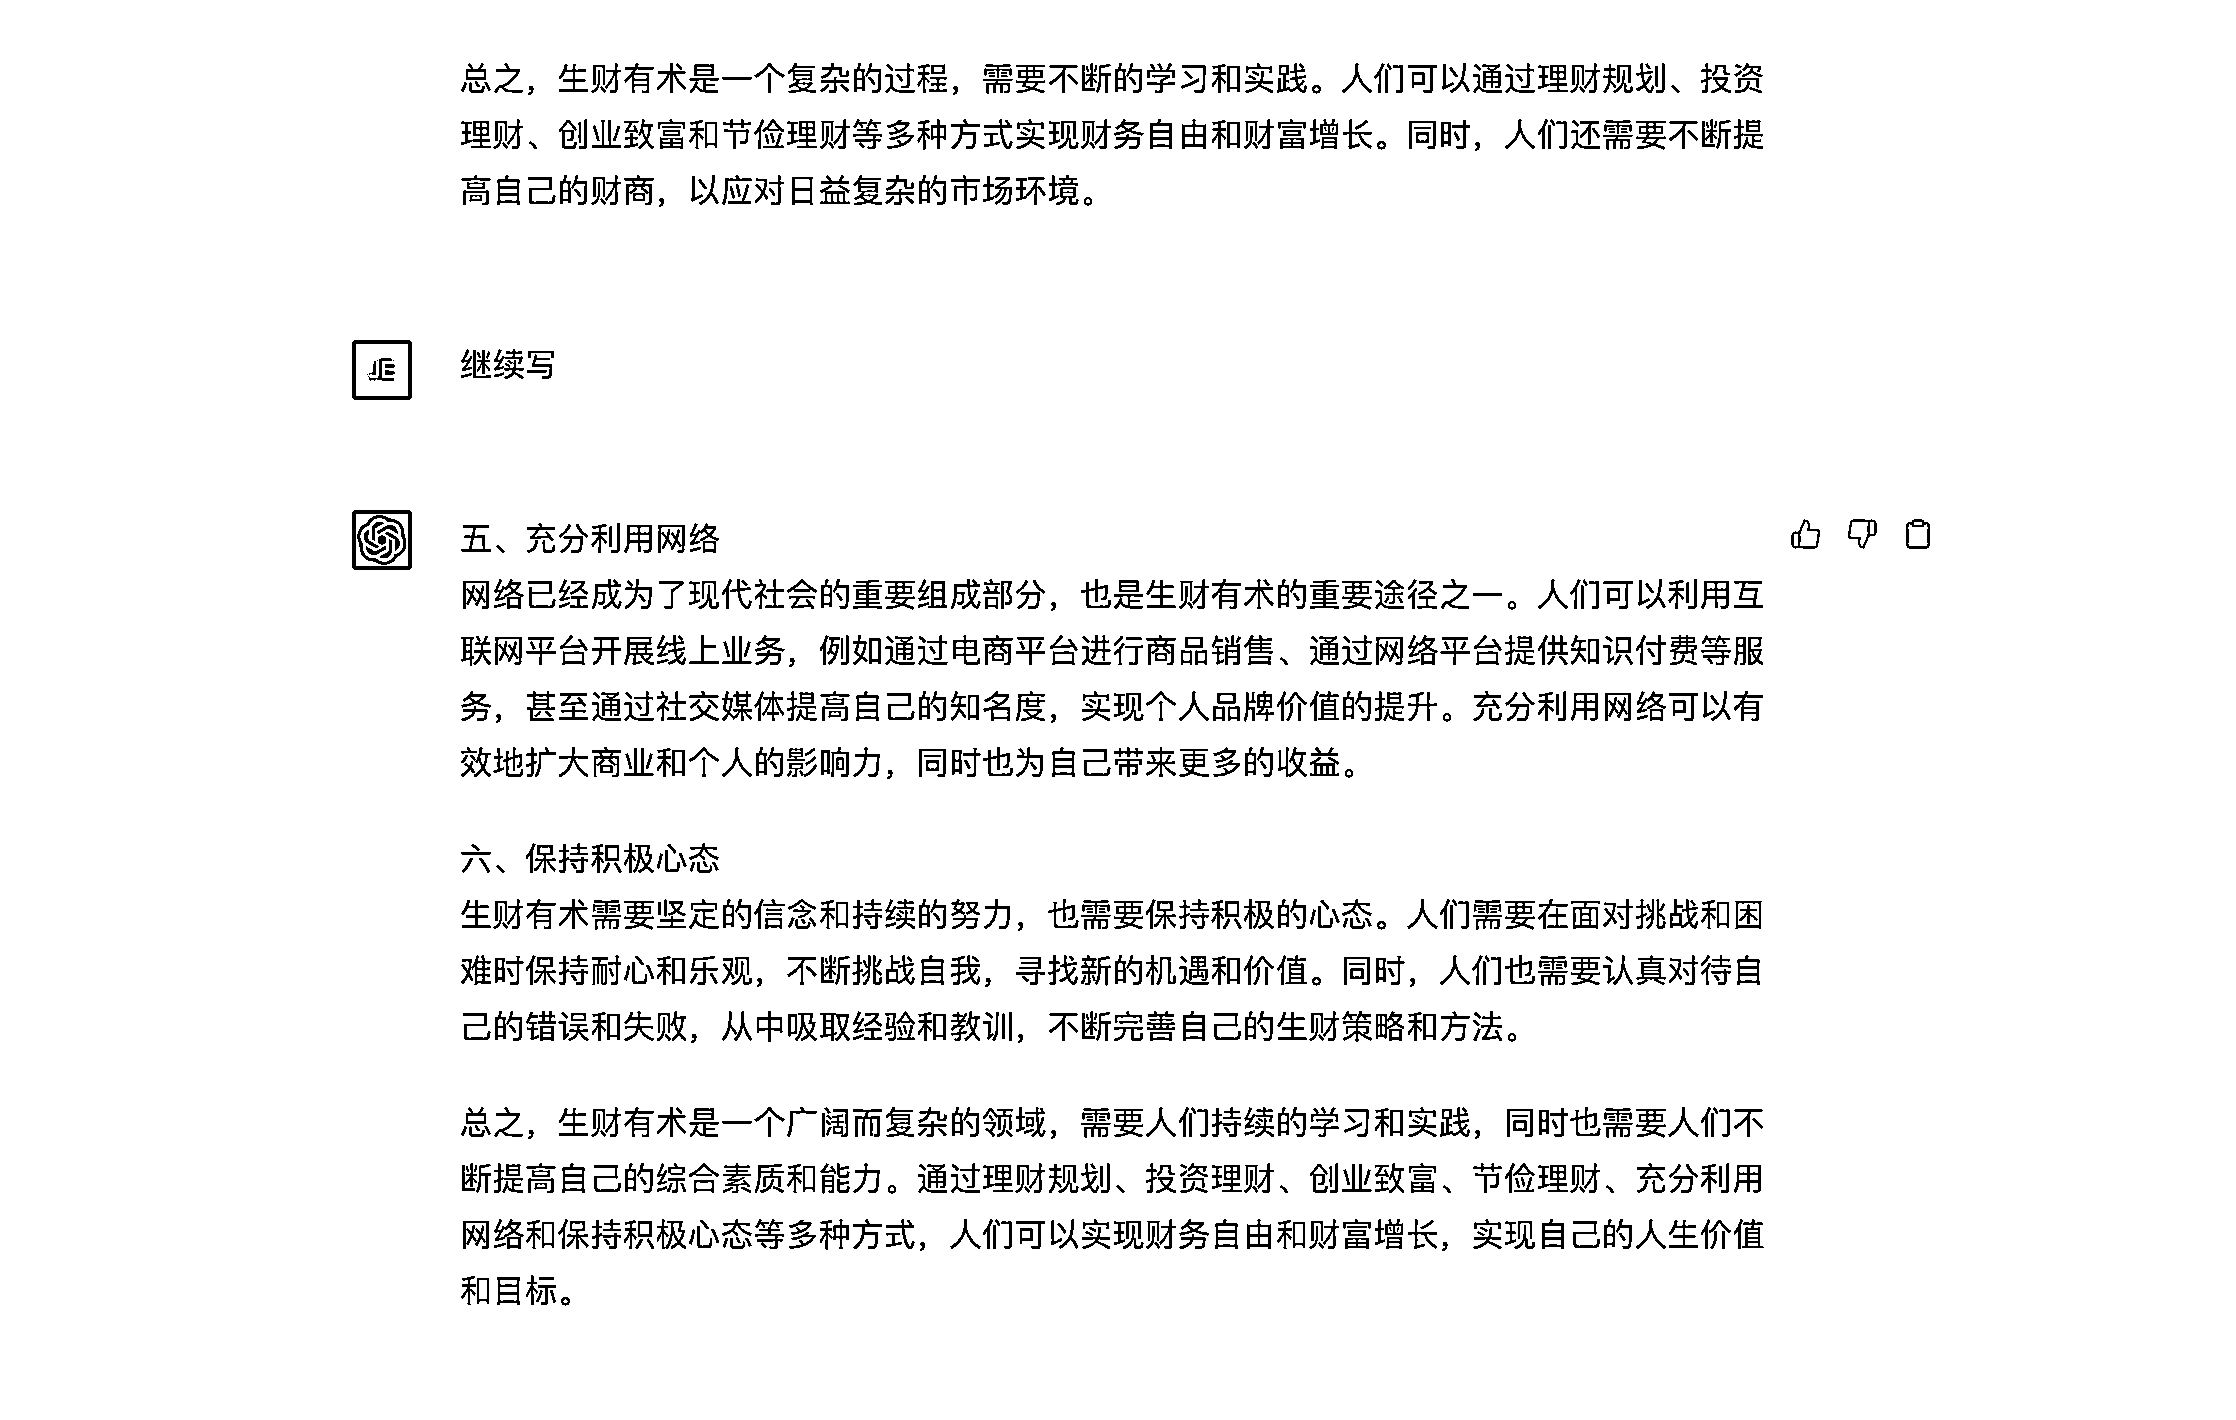 总之，生财有术是一个复杂的过程，需要不断的学习和实践。人们可以通过理财规划、投资
理财、创业致富和节俭理财等多种方式实现财务自由和财富增长。同时，人们还需要不断提
高自己的财商，以应对日益复杂的市场环境。
继续写
五、充分利用网络
网络已经成为了现代社会的重要组成部分，也是生财有术的重要途径之一。人们可以利用互
联网平台开展线上业务，例如通过电商平台进行商品销售、通过网络平台提供知识付费等服
务，甚至通过社交媒体提高自己的知名度，实现个人品牌价值的提升。充分利用网络可以有
效地扩大商业和个人的影响力，同时也为自己带来更多的收益。
六、保持积极心态
生财有术需要坚定的信念和持续的努力，也需要保持积极的心态。人们需要在面对挑战和困
难时保持耐心和乐观，不断挑战自我，寻找新的机遇和价值。同时，人们也需要认真对待自
己的错误和失败，从中吸取经验和教训，不断完善自己的生财策略和方法。
总之，生财有术是一个广阔而复杂的领域，需要人们持续的学习和实践，同时也需要人们不
断提高自己的综合素质和能力。通过理财规划、投资理财、创业致富、节俭理财、充分利用
网络和保持积极心态等多种方式，人们可以实现财务自由和财富增长，实现自己的人生价值
和目标。